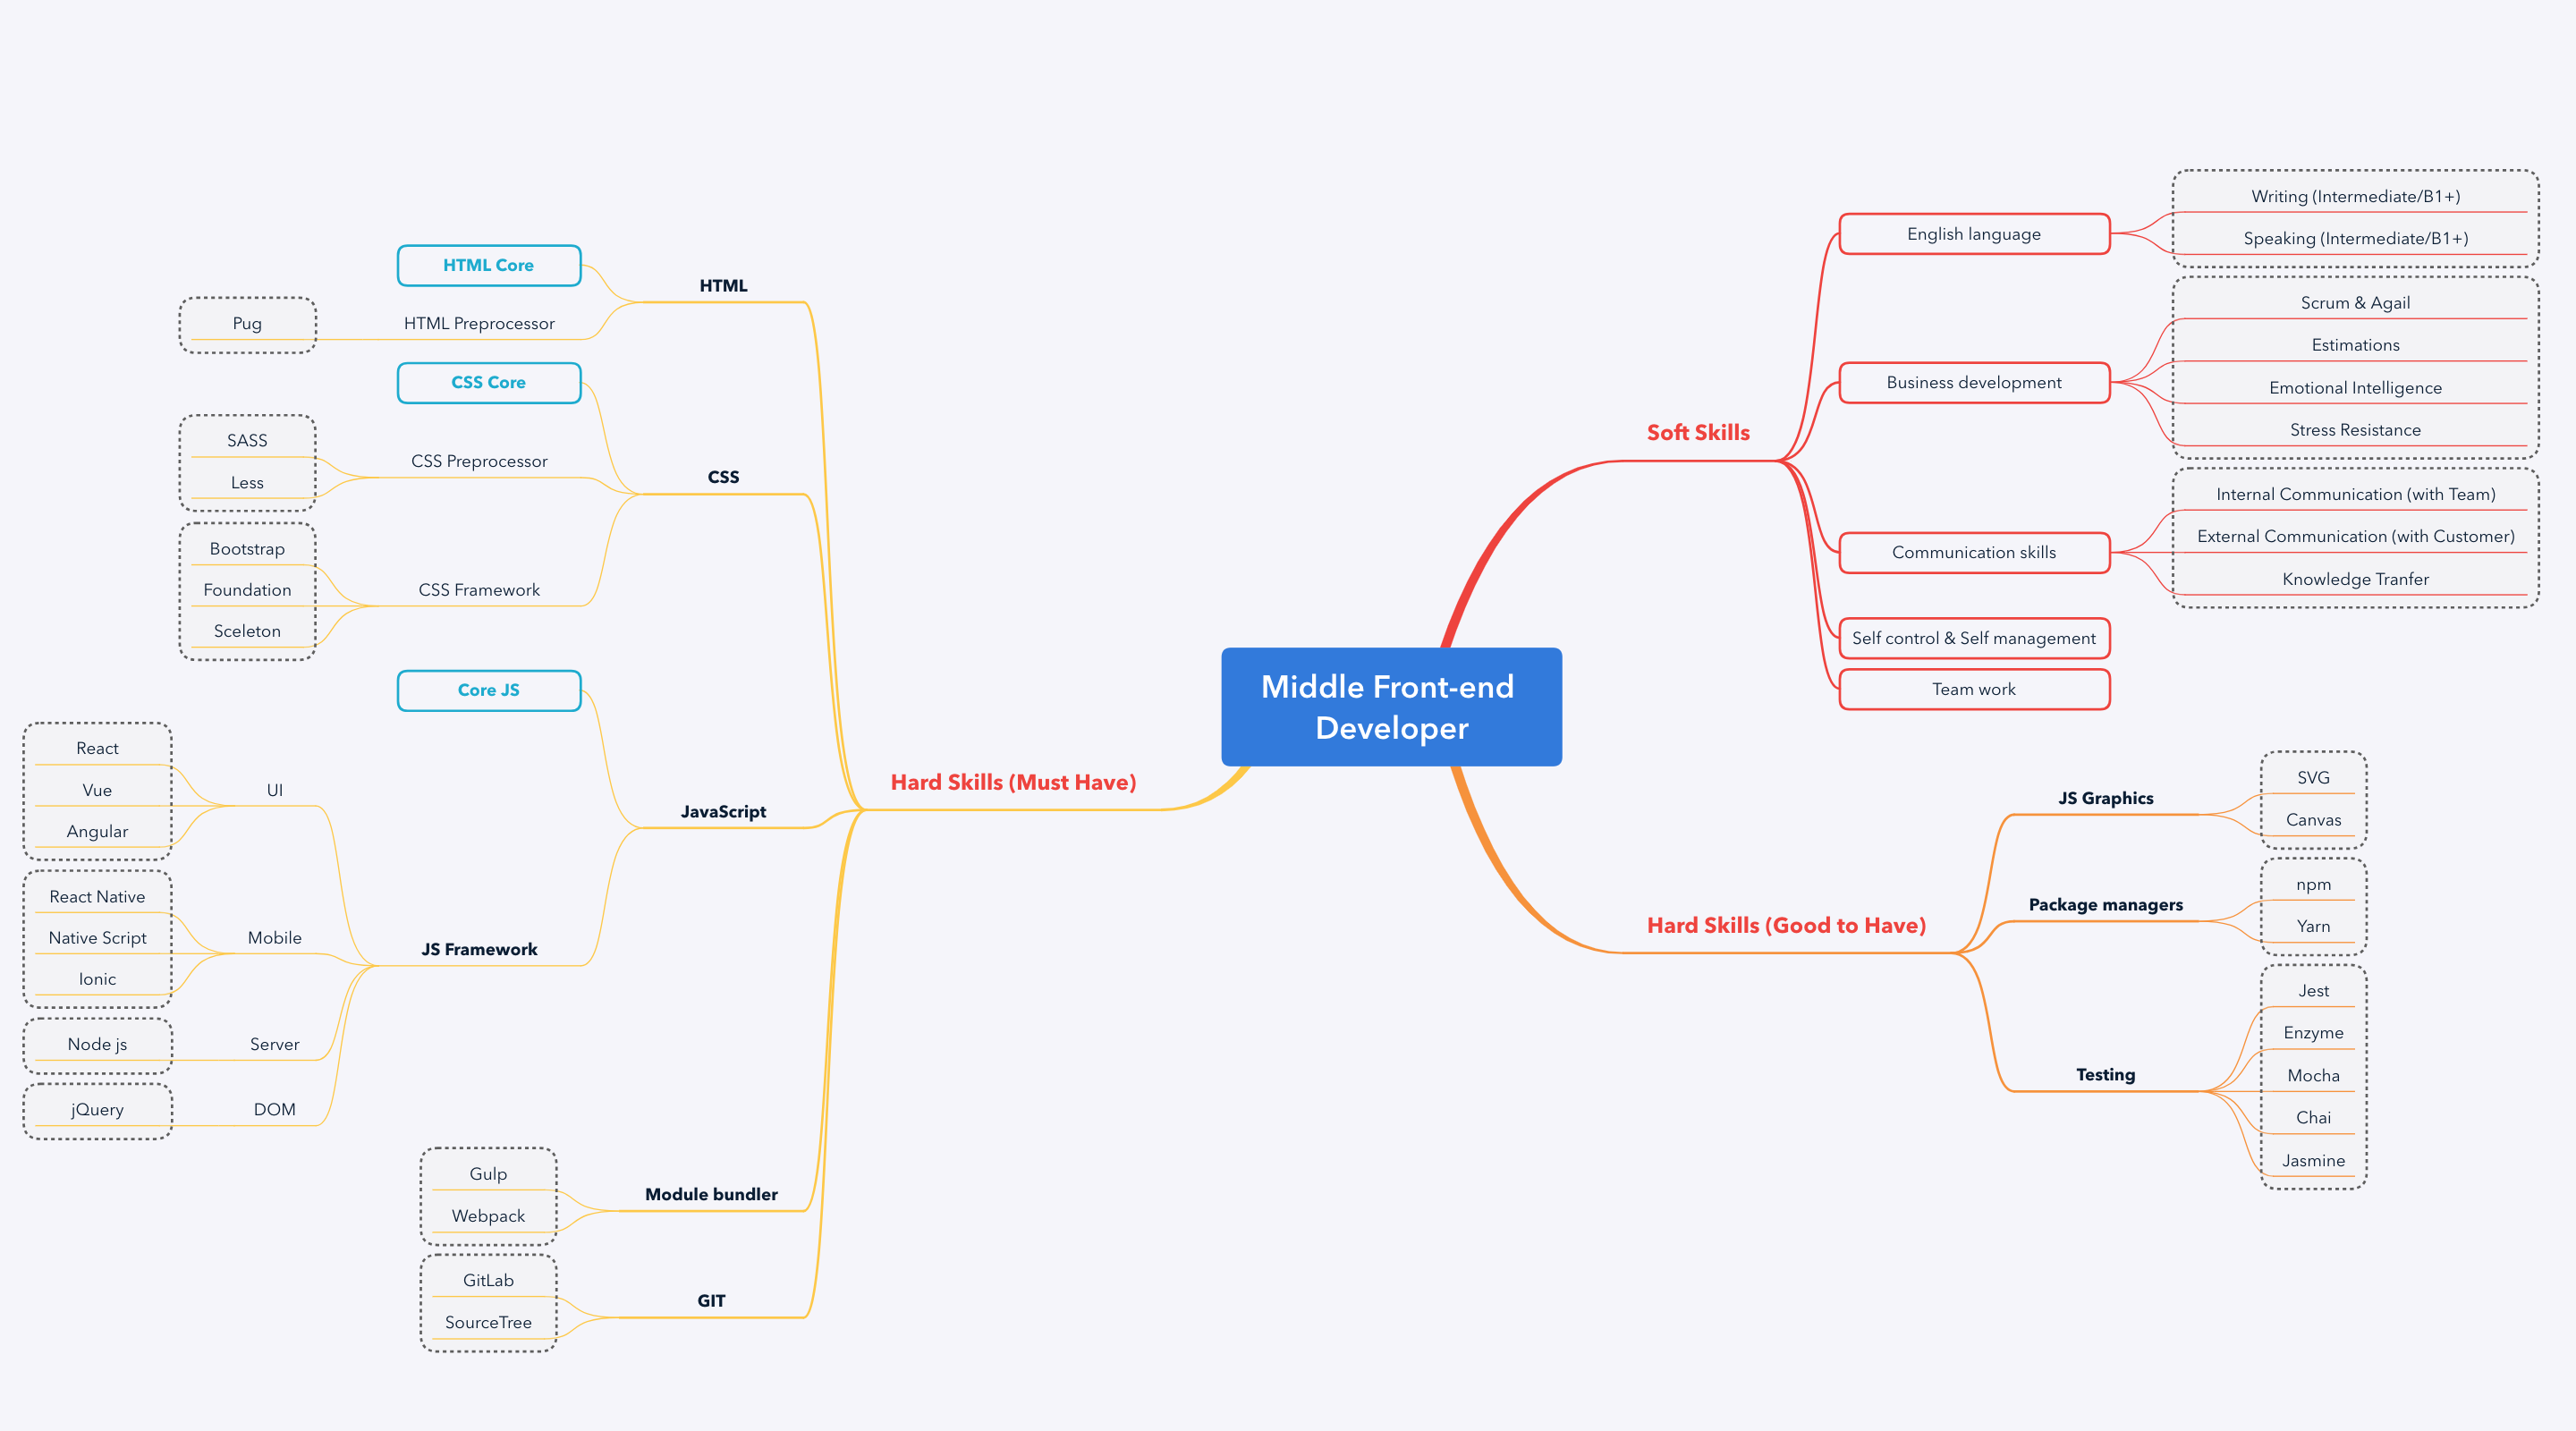 Middle Front-end
Developer
Soft Skills
English language
Writing (Intermediate/B1+)
Speaking (Intermediate/B1+)
Business development
Scrum & Agail
Estimations
Emotional Intelligence
Stress Resistance
Communication skills
Internal Communication (with Team)
External Communication (with Customer)
Knowledge Tranfer
Self control & Self management
Team work
Hard Skills (Good to Have)
JS Graphics
SVG
Canvas
Package managers
npm
Yarn
Testing
Jest
Enzyme
Mocha
Chai
Jasmine
Hard Skills (Must Have)
HTML
HTML Core
HTML Preprocessor
Pug
CSS
CSS Core
CSS Preprocessor
SASS
Less
CSS Framework
Bootstrap
Foundation
Sceleton
JavaScript
Core JS
JS Framework
UI
React
Vue
Angular
Mobile
React Native
Native Script
Ionic
Server
Node js
DOM
jQuery
Module bundler
Gulp
Webpack
GIT
GitLab
SourceTree